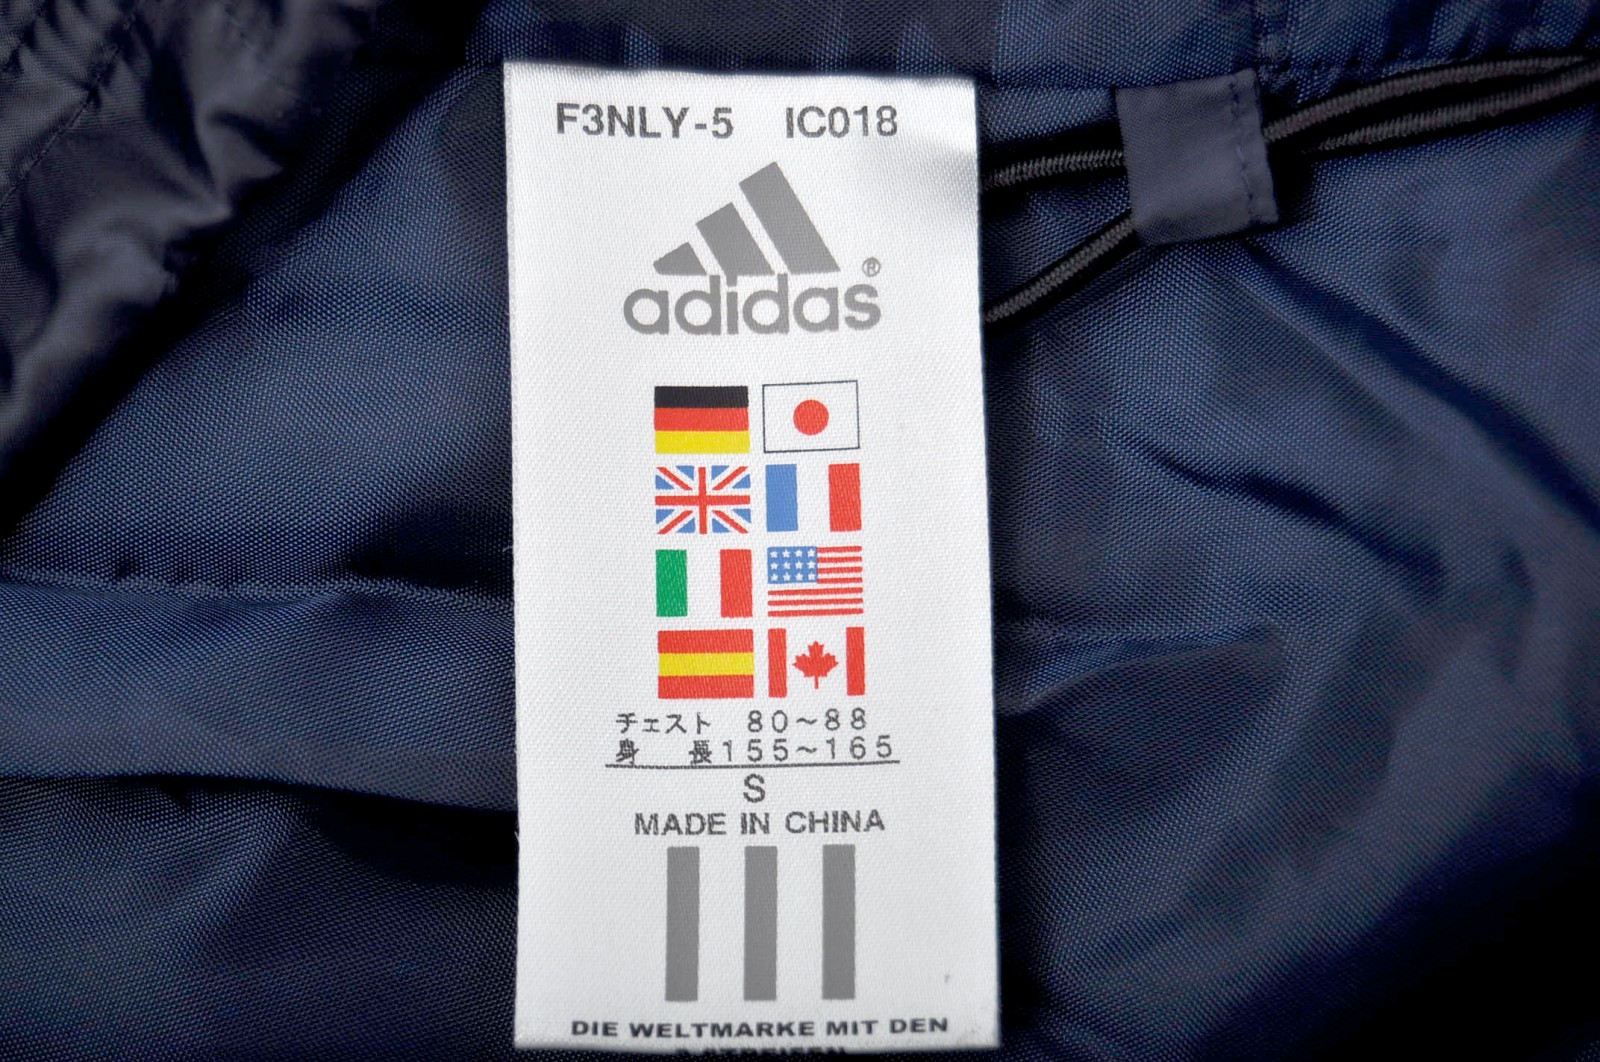 F3NLY-5 IC018
adidas®
チェスト 80~88
身 長155~165
S
MADE IN CHINA
DIE WELTMARKE MIT DEN